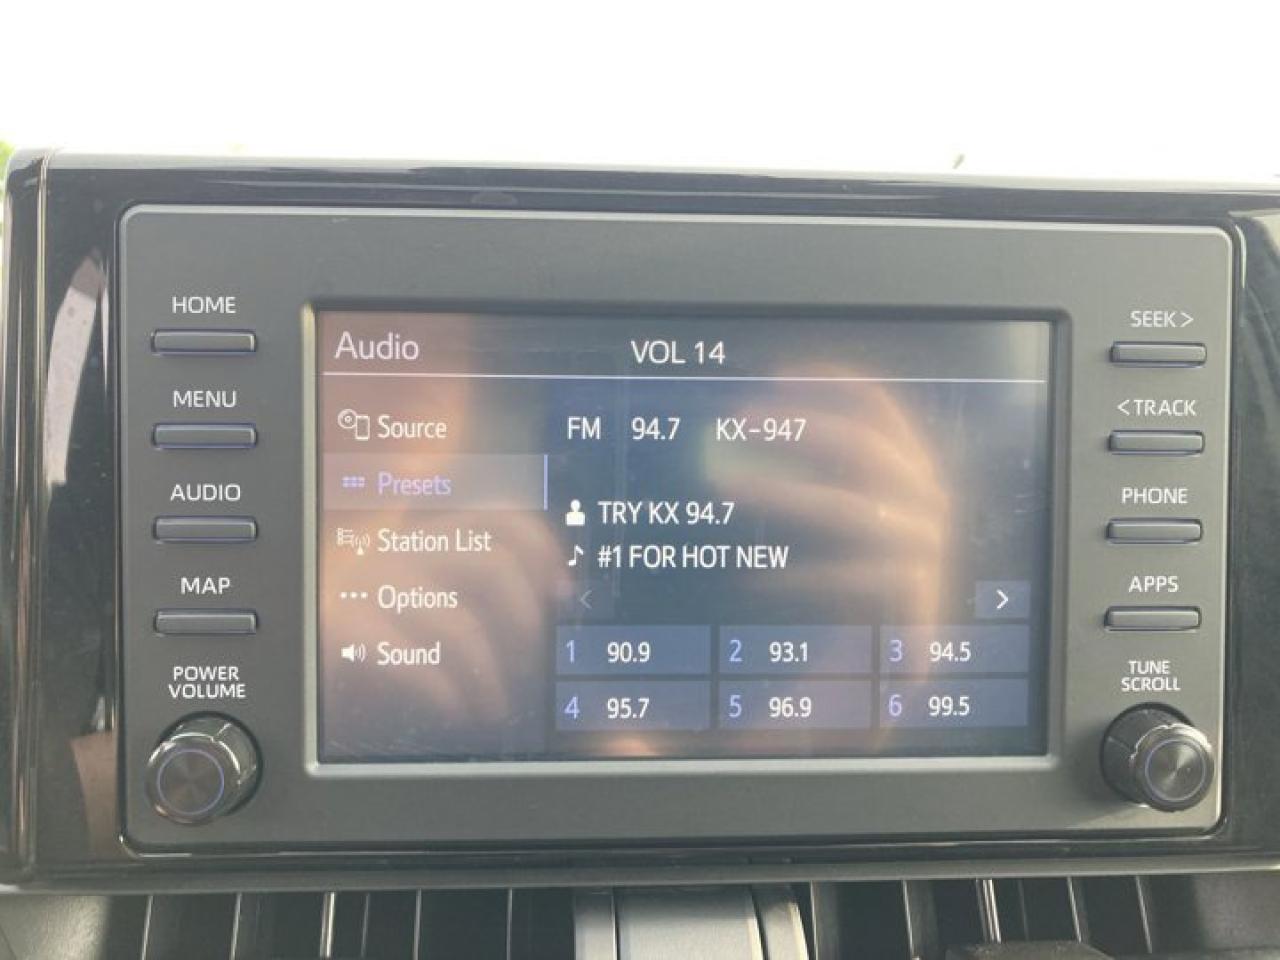 HOME
MENU
AUDIO
MAP
POWER
VOLUME
Audio
VOL 14
Source
Presets
Station List
Options
Sound
FM 94.7 KX-947
TRY KX 94.7
#1 FOR HOT NEW
< >
1 90.9 2 93.1 3 94.5
4 95.7 5 96.9 6 99.5
SEEK >
< TRACK
PHONE
APPS
TUNE
SCROLL